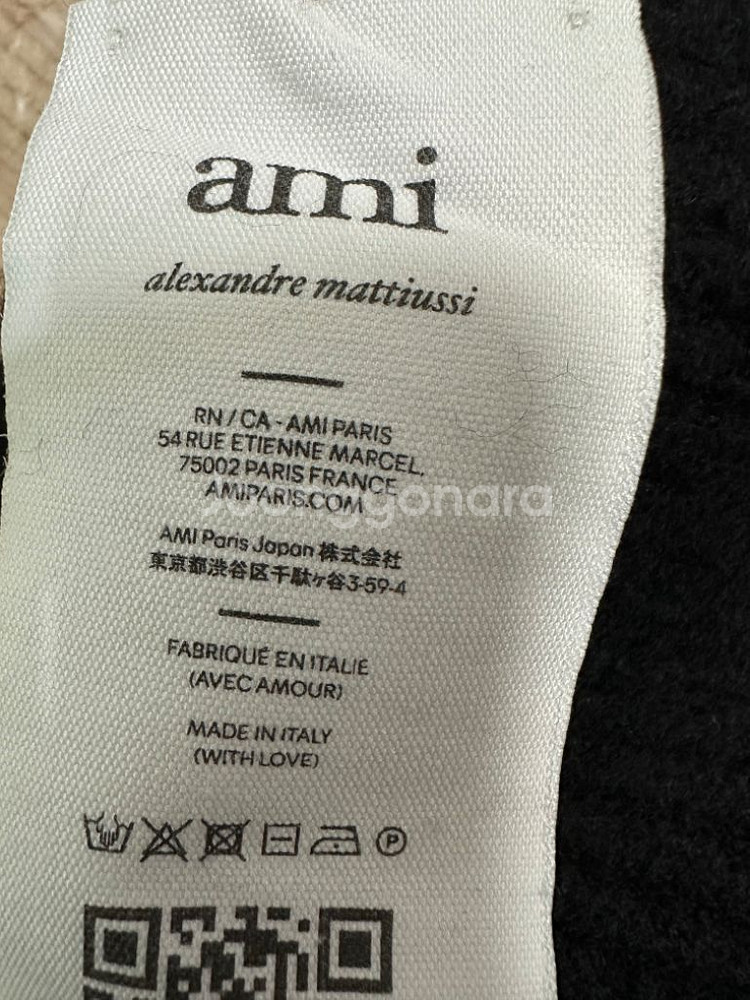 ami
alexandre mattiussi
RN / CA - AMI PARIS
54 RUE ETIENNE MARCEL,
75002 PARIS FRANCE
AMIPARIS.COM
AMI Paris Japan 株式会社
東京都渋谷区千駄ヶ谷3-59-4
FABRIQUÉ EN ITALIE
(AVEC AMOUR)
MADE IN ITALY
(WITH LOVE)
P